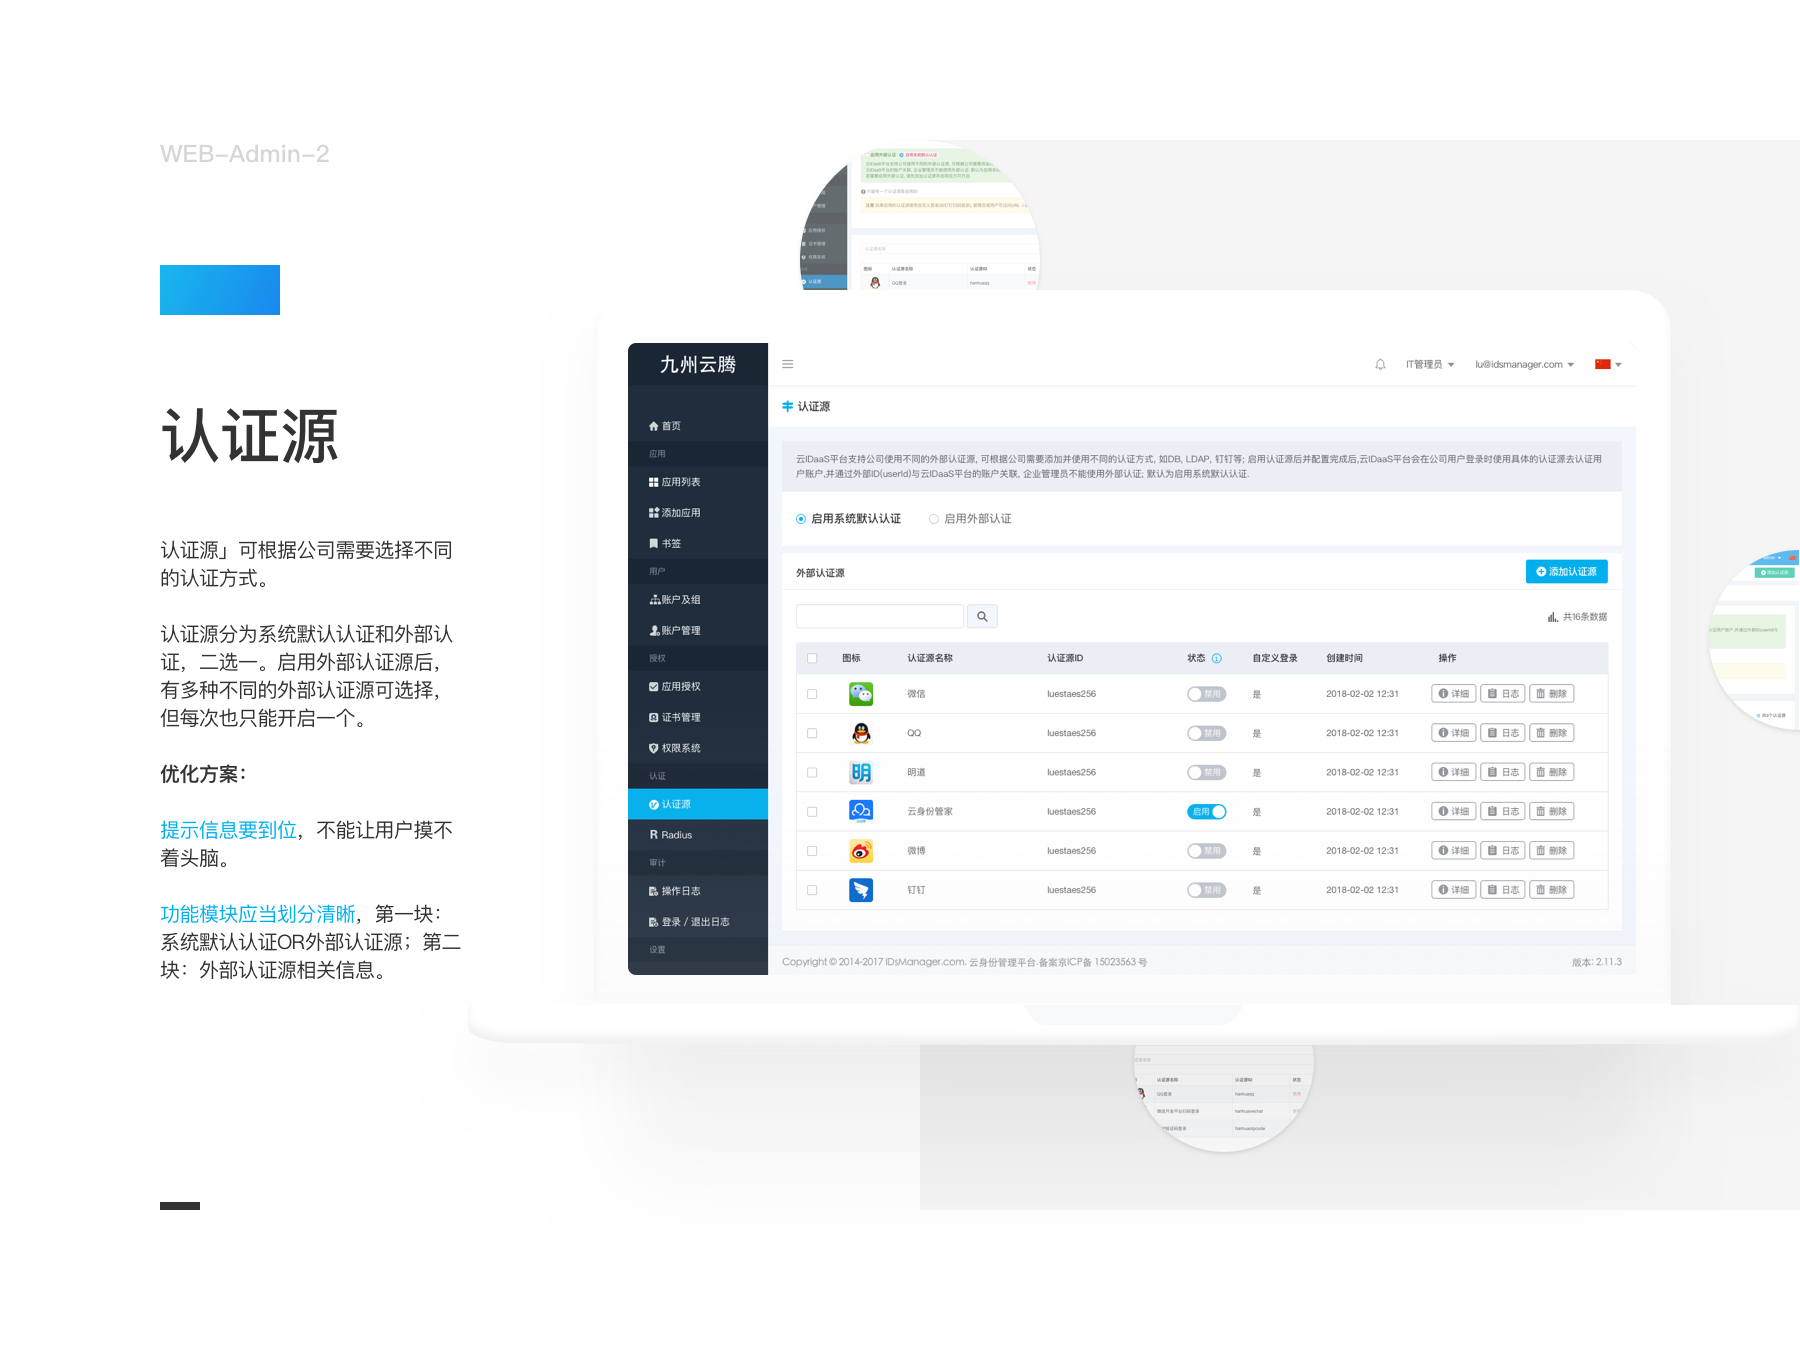 WEB-Admin-2
认证源
认证源」可根据公司需要选择不同
的认证方式。
认证源分为系统默认认证和外部认
证，二选一。启用外部认证源后，
有多种不同的外部认证源可选择，
但每次也只能开启一个。
优化方案：
提示信息要到位，不能让用户摸不
着头脑。
功能模块应当划分清晰，第一块：
系统默认认证OR外部认证源；第二
块：外部认证源相关信息。
九州云腾
首页
应用
应用列表
添加应用
书签
用户
账户及组
账户管理
授权
应用授权
证书管理
权限系统
认证
认证源
R Radius
审计
操作日志
登录 / 退出日志
设置
IT管理员 lu@idsmanager.com
认证源
云IDaaS平台支持公司使用不同的外部认证源, 可根据公司需要添加并使用不同的认证方式, 如DB, LDAP, 钉钉等; 启用认证源后并配置完成后,云IDaaS平台会在公司用户登录时使用具体的认证源去认证用
户账户,并通过外部ID(userId)与云IDaaS平台的账户关联, 企业管理员不能使用外部认证; 默认为启用系统默认认证.
启用系统默认认证 启用外部认证
外部认证源 添加认证源
共16条数据
图标 认证源名称 认证源ID 状态 自定义登录 创建时间 操作
微信 luestaes256 禁用 是 2018-02-02 12:31 详细 日志 删除
QQ luestaes256 禁用 是 2018-02-02 12:31 详细 日志 删除
明 明道 luestaes256 禁用 是 2018-02-02 12:31 详细 日志 删除
云身份管家 luestaes256 启用 是 2018-02-02 12:31 详细 日志 删除
微博 luestaes256 禁用 是 2018-02-02 12:31 详细 日志 删除
钉钉 luestaes256 禁用 是 2018-02-02 12:31 详细 日志 删除
Copyright © 2014-2017 IDsManager.com. 云身份管理平台.备案京ICP备 15023563 号 版本: 2.11.3
认证源名称 认证源ID 状态
QQ登录